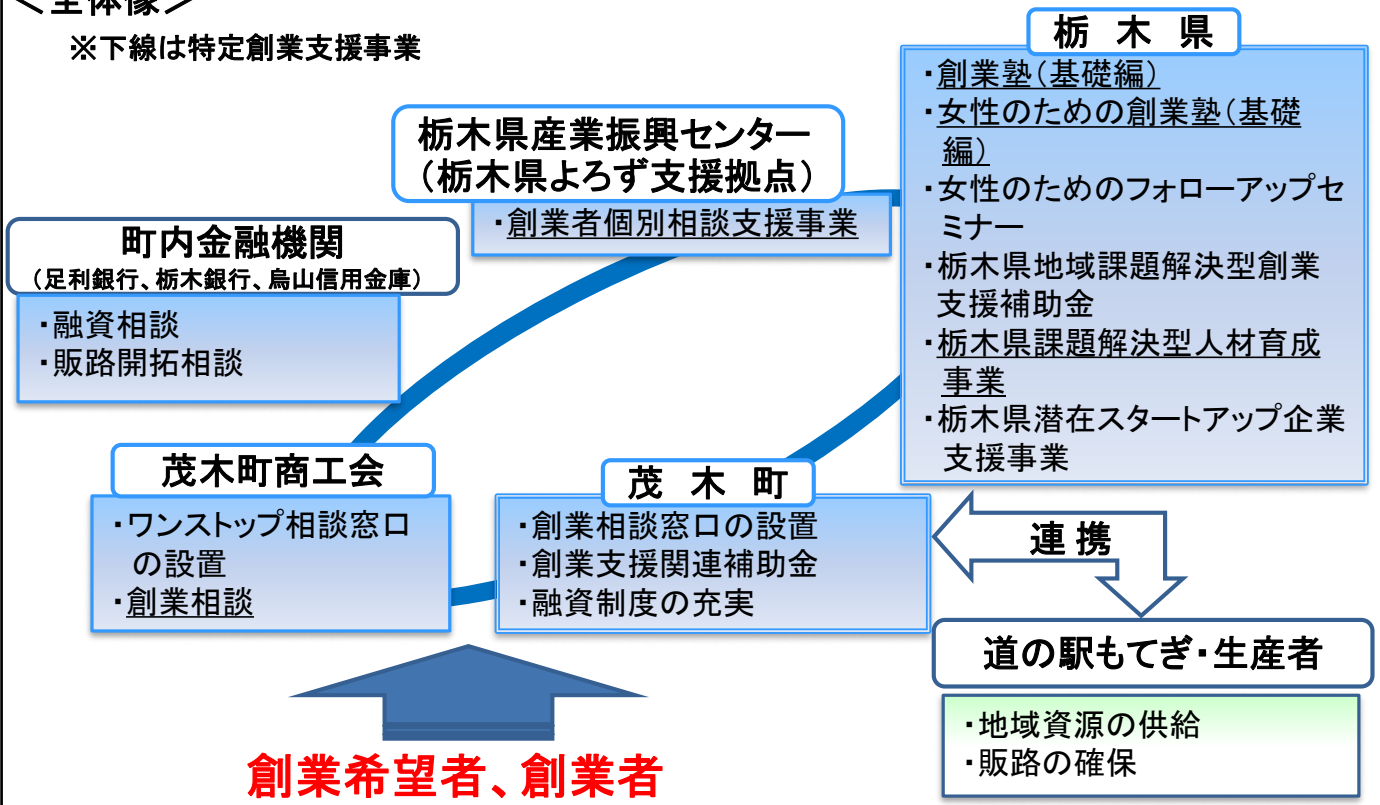 <全体像>
※下線は特定創業支援事業
栃 木 県
・創業塾(基礎編)
・女性のための創業塾(基礎
編)
・女性のためのフォローアップセ
ミナー
・栃木県地域課題解決型創業
支援補助金
・栃木県課題解決型人材育成
事業
・栃木県潜在スタートアップ企業
支援事業
栃木県産業振興センター
(栃木県よろず支援拠点)
・創業者個別相談支援事業
町内金融機関
(足利銀行、栃木銀行、烏山信用金庫)
・融資相談
・販路開拓相談
茂木町商工会
・ワンストップ相談窓口
の設置
・創業相談
茂 木 町
・創業相談窓口の設置
・創業支援関連補助金
・融資制度の充実
連 携
道の駅もてぎ・生産者
・地域資源の供給
・販路の確保
創業希望者、創業者